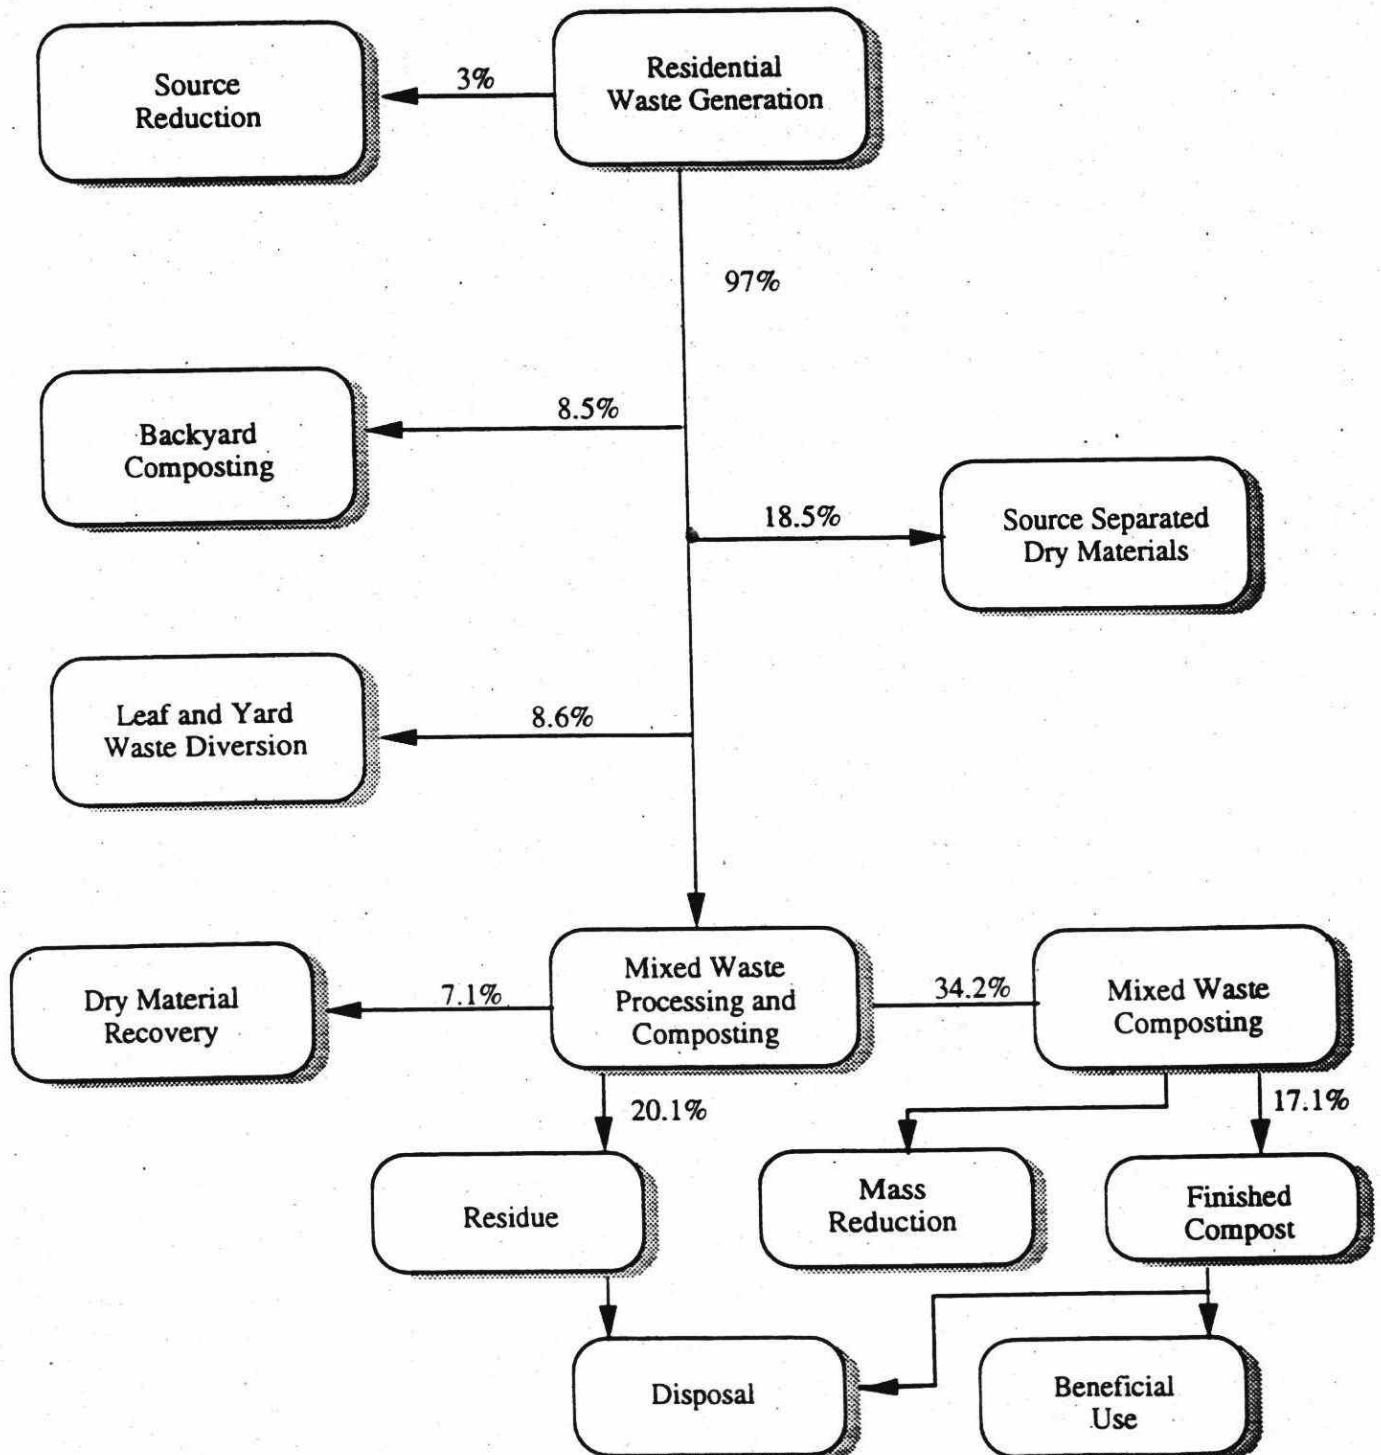 Source
Reduction
3%
Residential
Waste Generation
97%
Backyard
Composting
8.5%
18.5%
Source Separated
Dry Materials
Leaf and Yard
Waste Diversion
8.6%
Dry Material
Recovery
7.1%
Mixed Waste
Processing and
Composting
34.2%
Mixed Waste
Composting
20.1%
17.1%
Residue
Mass
Reduction
Finished
Compost
Disposal
Beneficial
Use